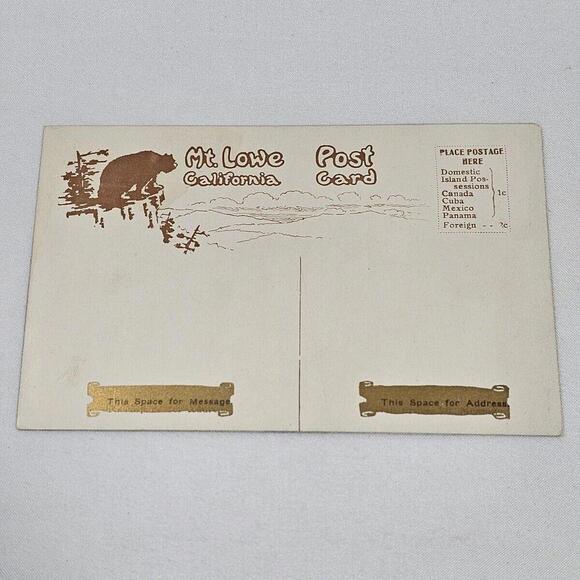 Mt. Lowe
California
Post
Card
PLACE POSTAGE
HERE
Domestic
Island Pos-
sessions
Canada
Cuba
Mexico
Panama
1c
Foreign - - 2c
This Space for Message
This Space for Address